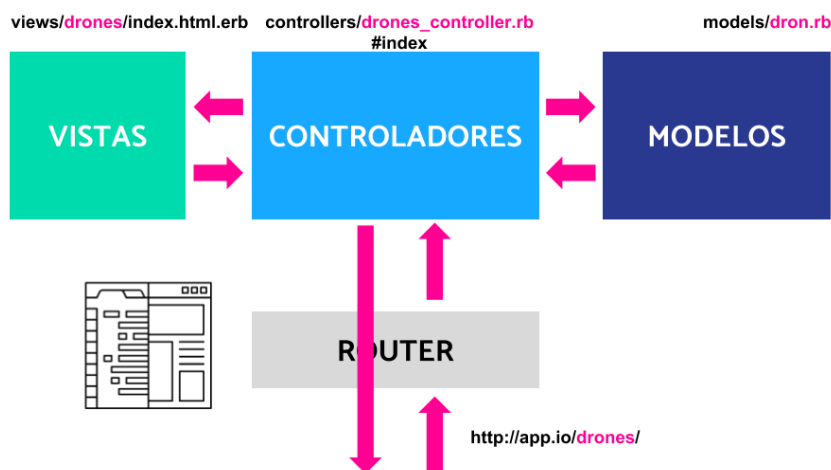 views/drones/index.html.erb
controllers/drones_controller.rb
#index
models/dron.rb
VISTAS
CONTROLADORES
MODELOS
ROUTER
http://app.io/drones/